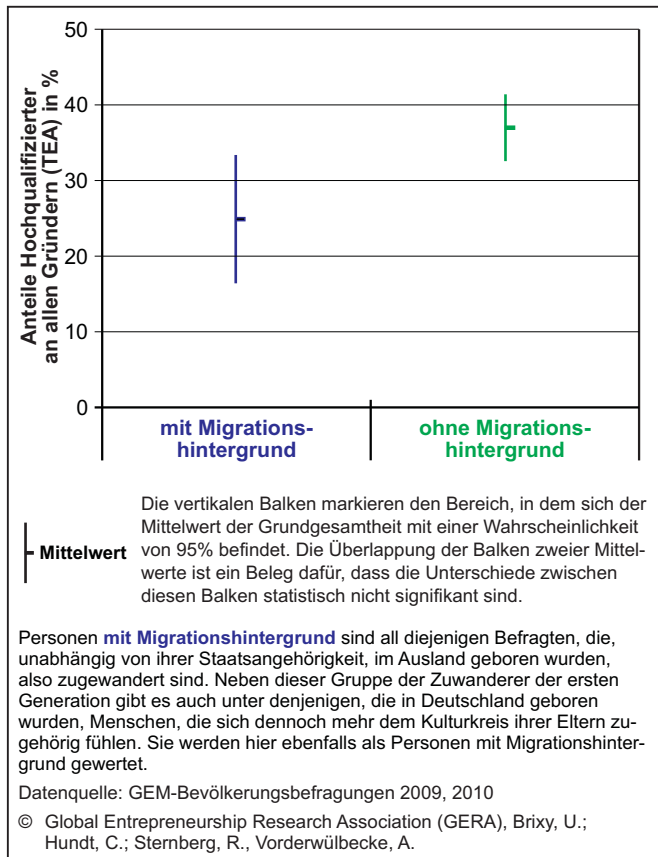 Anteile Hochqualifizierter
an allen Gründern (TEA) in %
50
40
30
20
10
0
mit Migrations-
hintergrund
ohne Migrations-
hintergrund
Mittelwert
Die vertikalen Balken markieren den Bereich, in dem sich der
Mittelwert der Grundgesamtheit mit einer Wahrscheinlichkeit
von 95% befindet. Die Überlappung der Balken zweier Mittel-
werte ist ein Beleg dafür, dass die Unterschiede zwischen
diesen Balken statistisch nicht signifikant sind.
Personen mit Migrationshintergrund sind all diejenigen Befragten, die,
unabhängig von ihrer Staatsangehörigkeit, im Ausland geboren wurden,
also zugewandert sind. Neben dieser Gruppe der Zuwanderer der ersten
Generation gibt es auch unter denjenigen, die in Deutschland geboren
wurden, Menschen, die sich dennoch mehr dem Kulturkreis ihrer Eltern zu-
gehörig fühlen. Sie werden hier ebenfalls als Personen mit Migrationshinter-
grund gewertet.
Datenquelle: GEM-Bevölkerungsbefragungen 2009, 2010
© Global Entrepreneurship Research Association (GERA), Brixy, U.;
Hundt, C.; Sternberg, R., Vorderwülbecke, A.